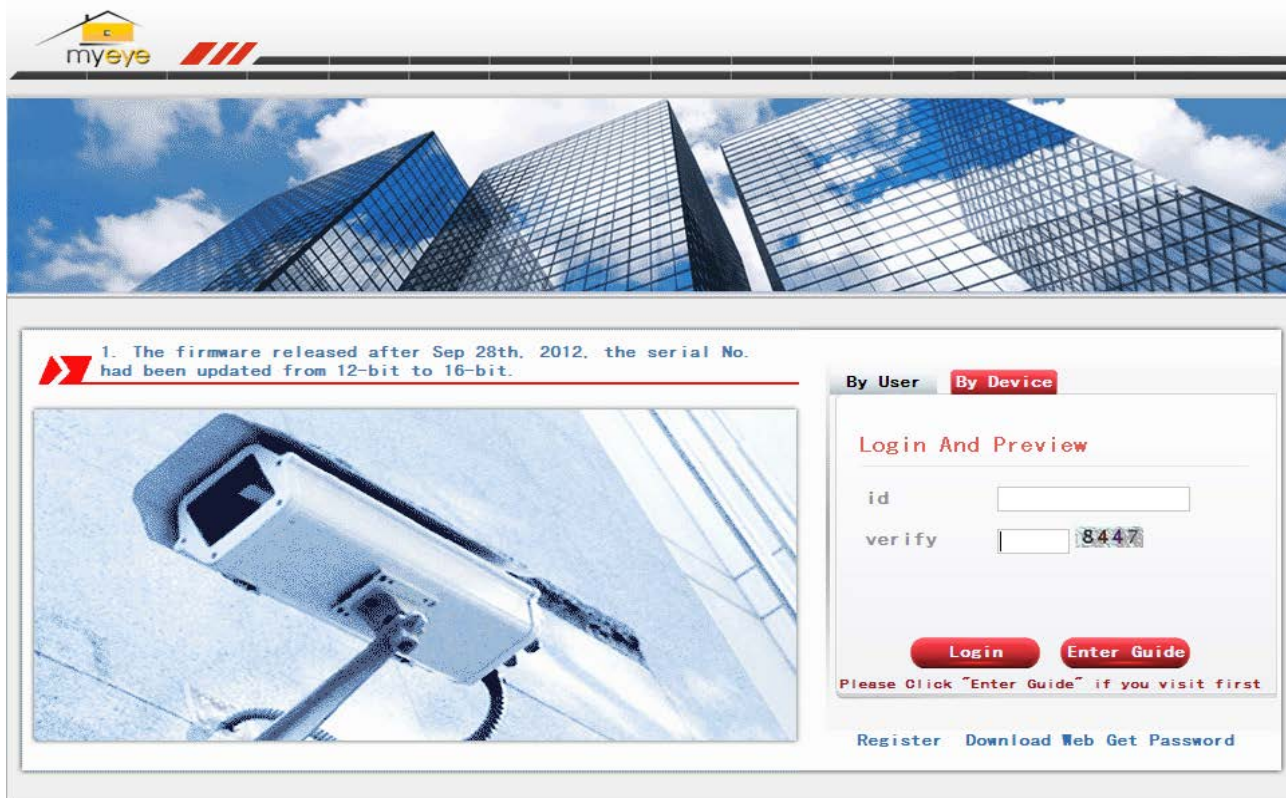 myeye
1. The firmware released after Sep 28th, 2012, the serial No.
had been updated from 12-bit to 16-bit.
By User By Device
Login And Preview
id
verify 8447
Login Enter Guide
Please Click "Enter Guide" if you visit first
Register Download Web Get Password